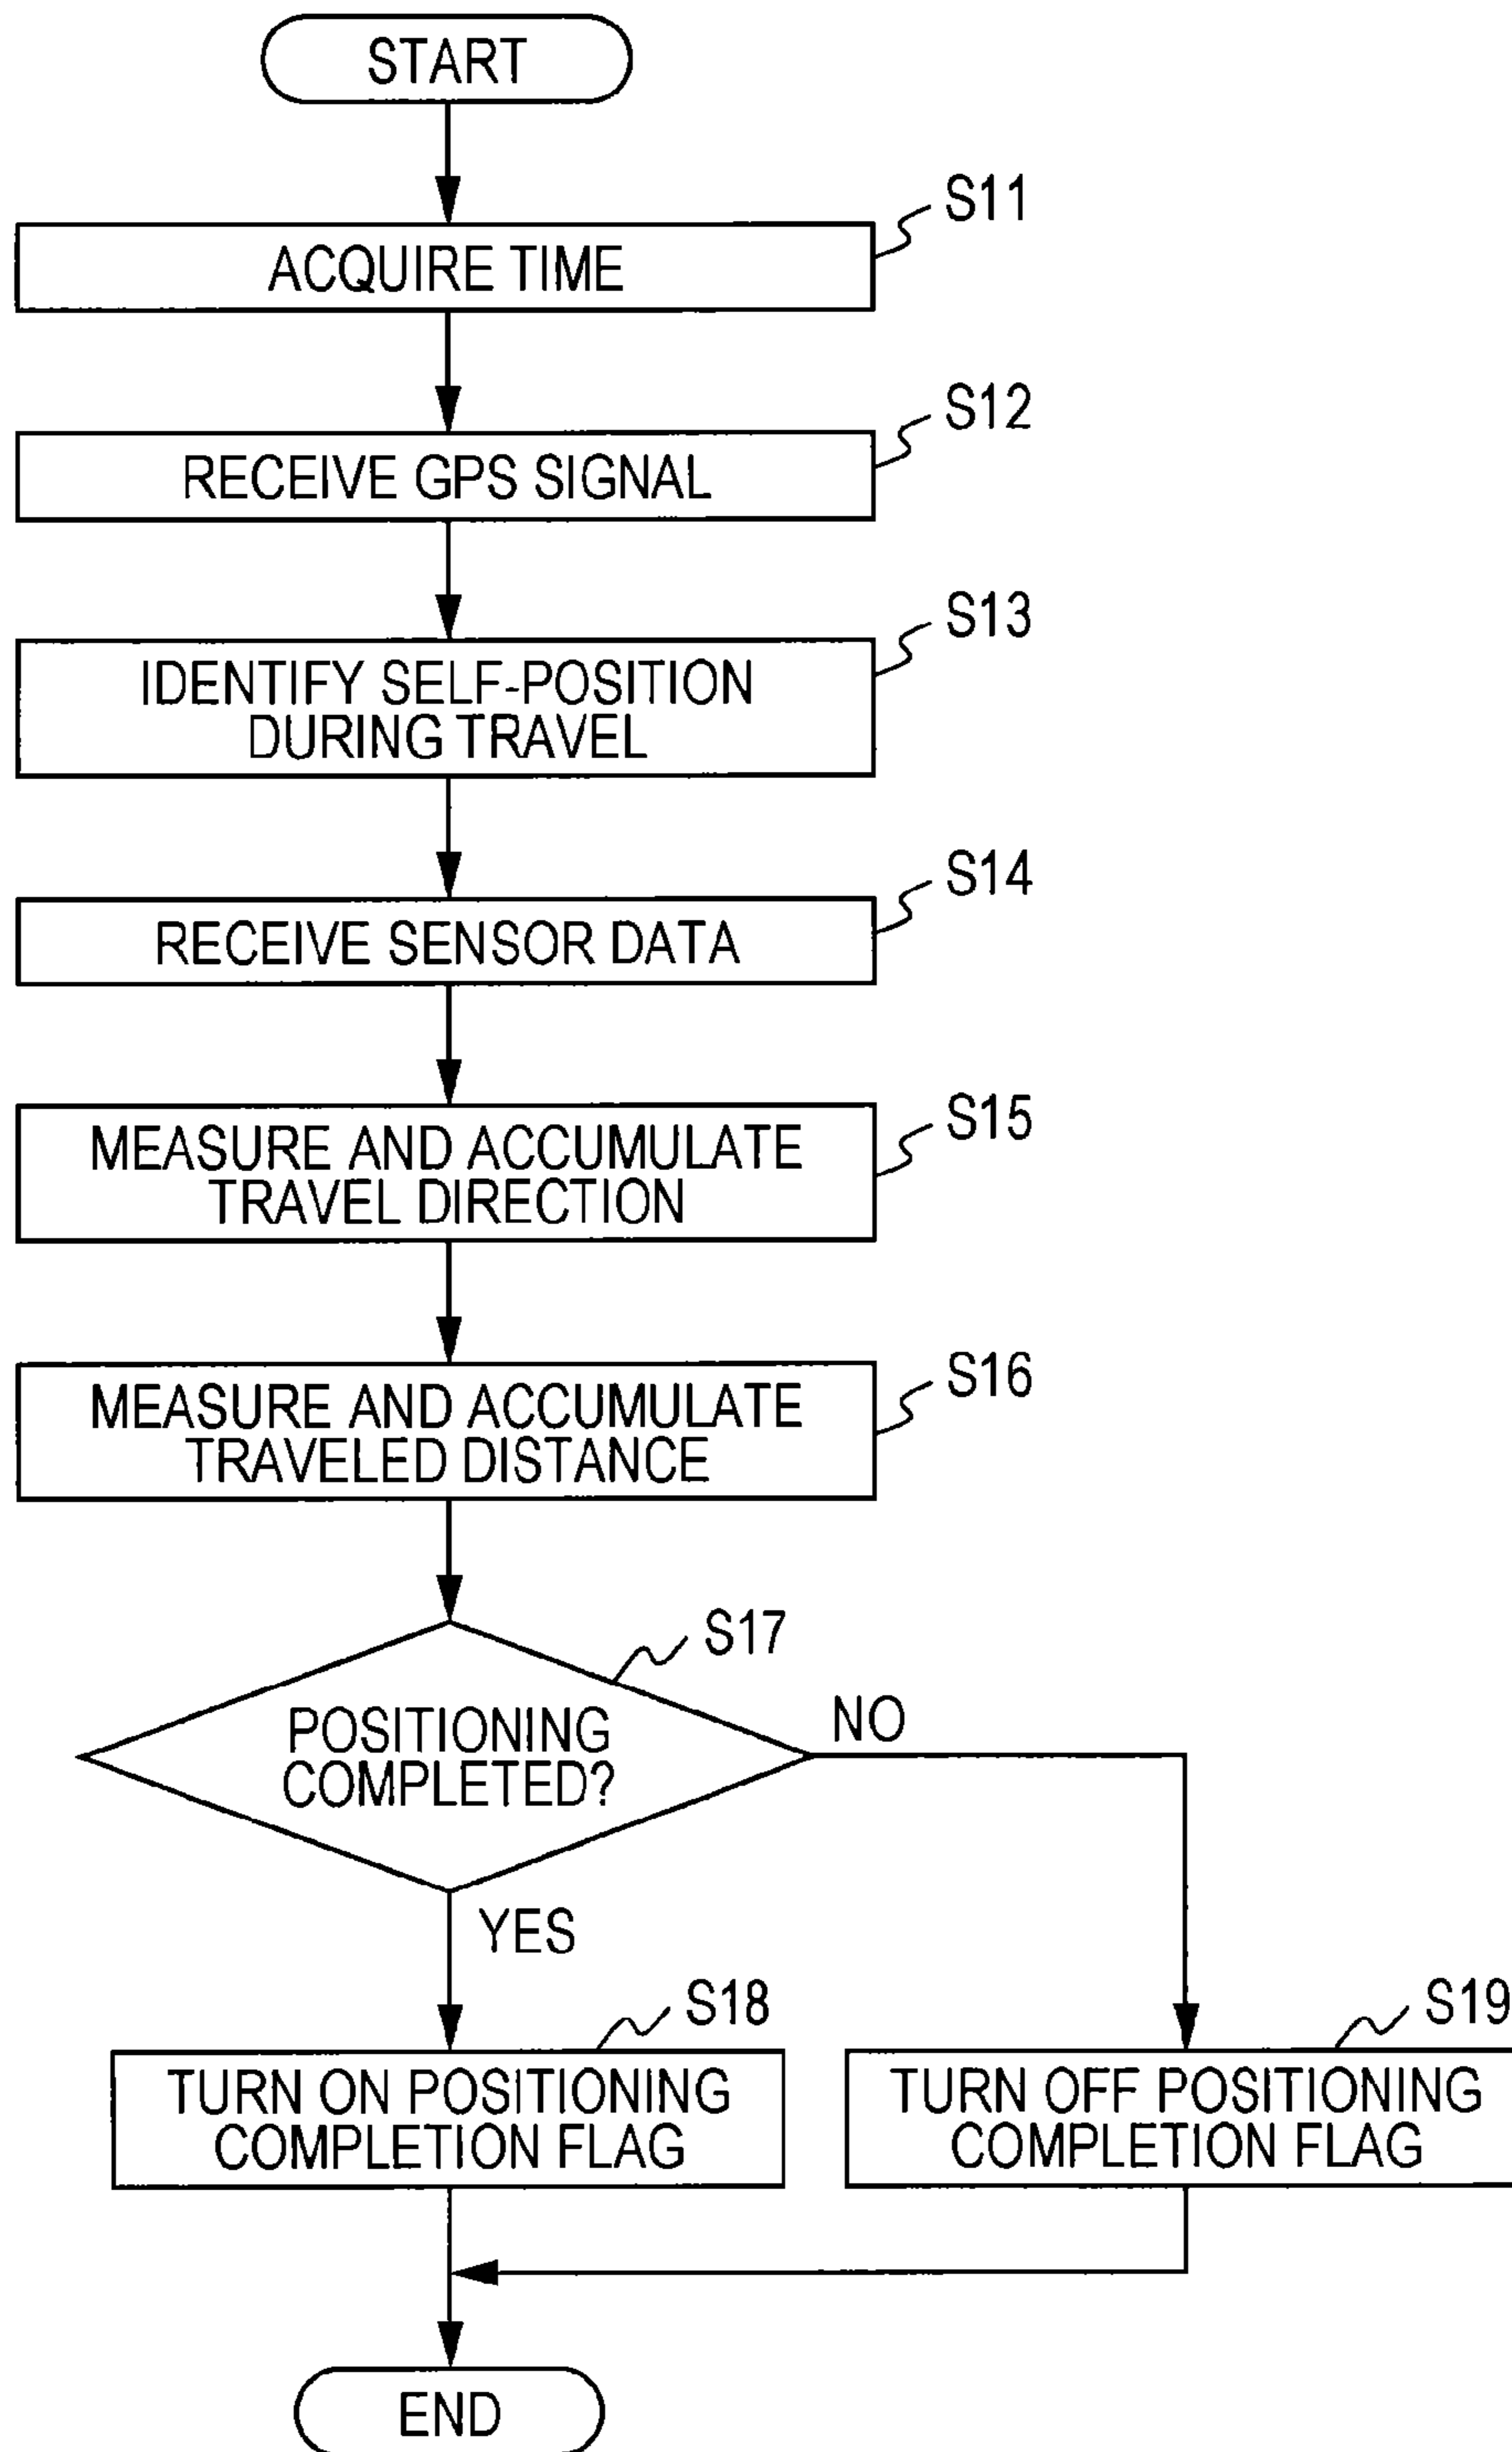 START
S11
ACQUIRE TIME
S12
RECEIVE GPS SIGNAL
S13
IDENTIFY SELF-POSITION
DURING TRAVEL
S14
RECEIVE SENSOR DATA
S15
MEASURE AND ACCUMULATE
TRAVEL DIRECTION
S16
MEASURE AND ACCUMULATE
TRAVELED DISTANCE
S17
POSITIONING
COMPLETED?
NO
YES
S18
TURN ON POSITIONING
COMPLETION FLAG
S19
TURN OFF POSITIONING
COMPLETION FLAG
END